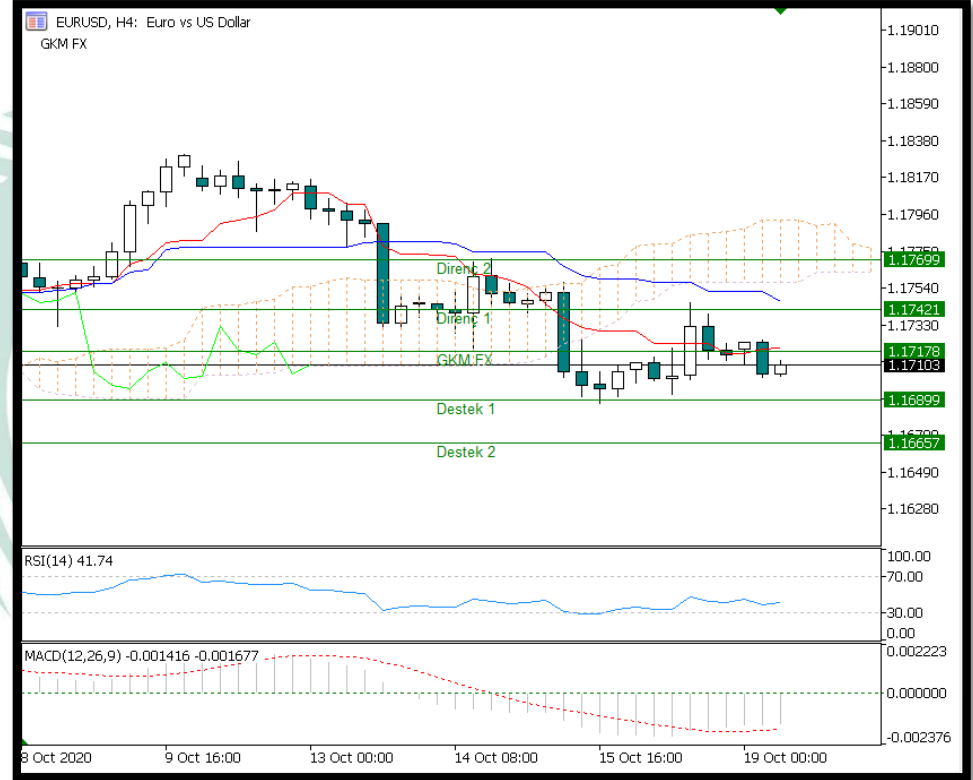 EURUSD, H4: Euro vs US Dollar
GKM FX
1.19010
1.18800
1.18590
1.18380
1.18170
1.17960
1.17699
Direnç 2
1.17540
1.17421
Direnç 1
1.17330
1.17178
GKM FX
1.17103
1.16899
Destek 1
1.16657
Destek 2
1.16490
1.16280
RSI(14) 41.74
100.00
70.00
30.00
0.00
MACD(12,26,9) -0.001416 -0.001677
0.002223
0.000000
-0.002376
8 Oct 2020 9 Oct 16:00 13 Oct 00:00 14 Oct 08:00 15 Oct 16:00 19 Oct 00:00